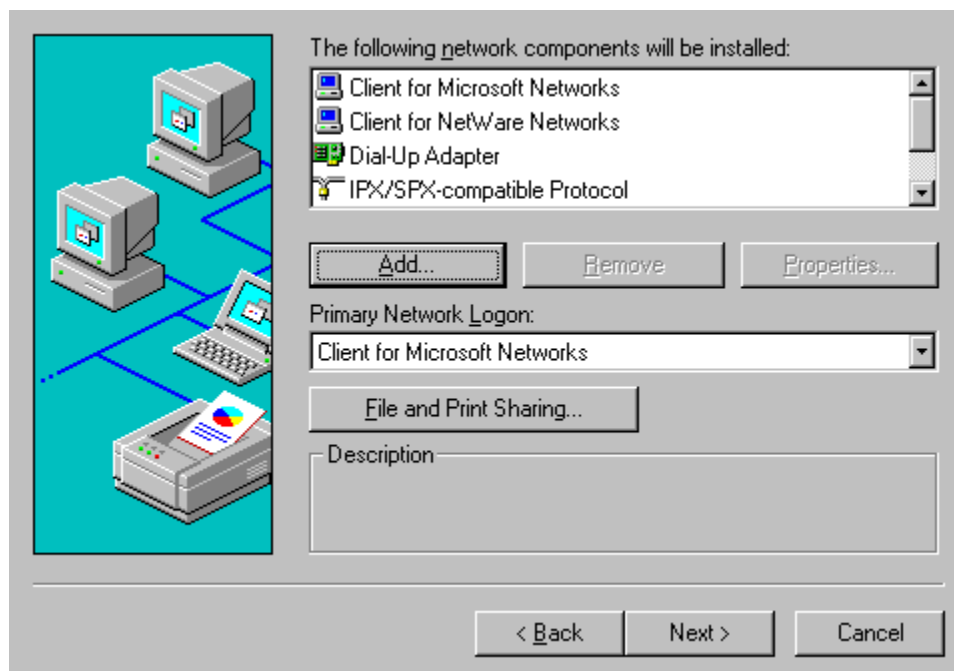 The following network components will be installed:
Client for Microsoft Networks
Client for NetWare Networks
Dial-Up Adapter
IPX/SPX-compatible Protocol
Add...
Remove
Properties...
Primary Network Logon:
Client for Microsoft Networks
File and Print Sharing...
Description
< Back
Next >
Cancel